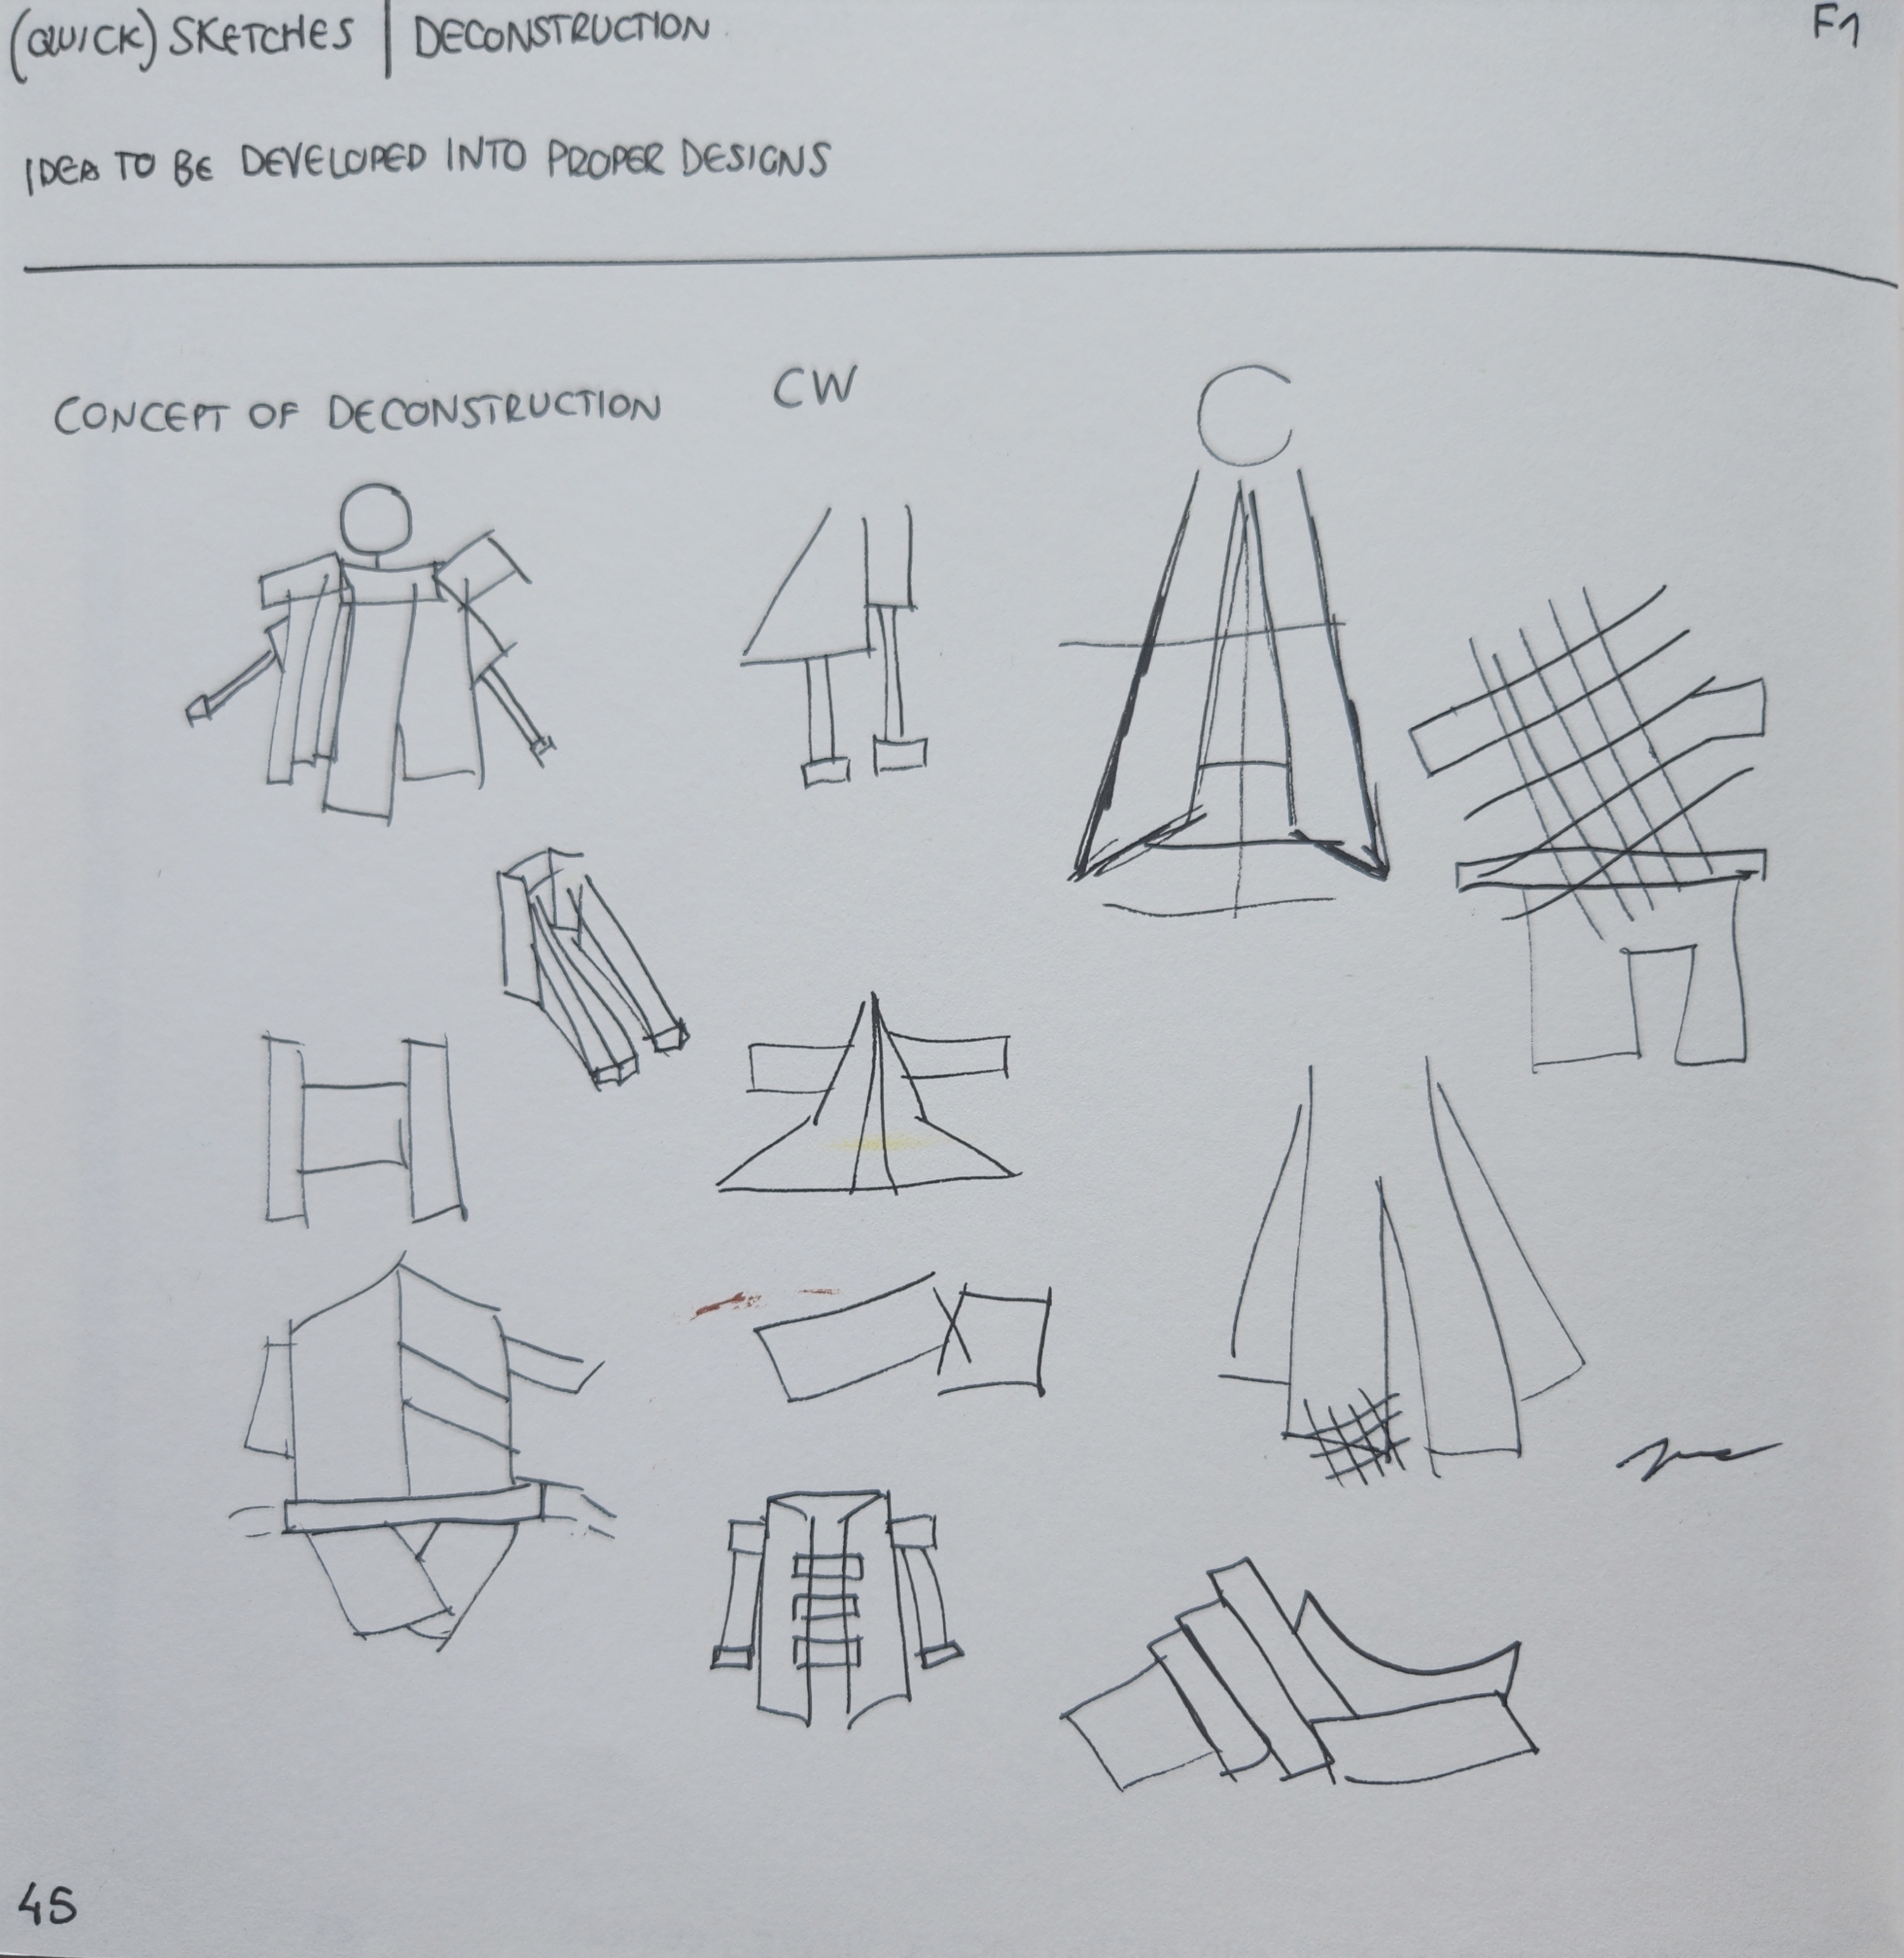 (QUICK) SKETCHES | DECONSTRUCTION
F1
IDEA TO BE DEVELOPED INTO PROPER DESIGNS
CONCEPT OF DECONSTRUCTION
CW
45